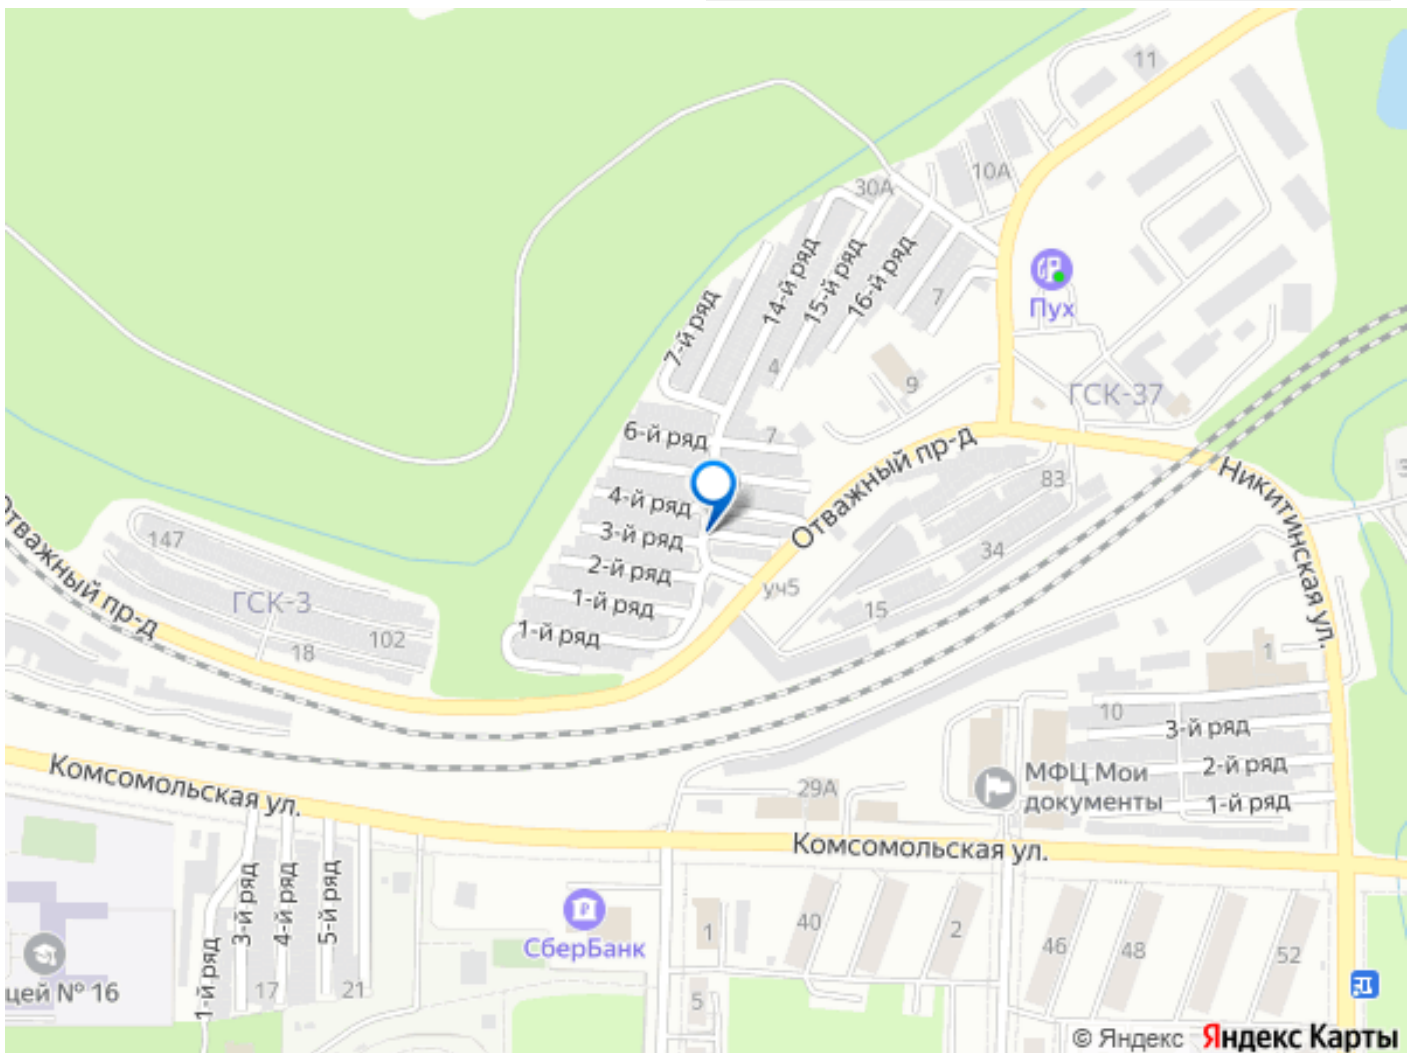 11
10А
30А
14-й ряд
15-й ряд
16-й ряд
7-й ряд
7
Пух
4
9
ГСК-37
6-й ряд
7
Отважный пр-д
Никитинская ул.
4-й ряд
83
3-й ряд
34
2-й ряд
уч5
1-й ряд
15
1-й ряд
147
ГСК-3
102
18
Отважный пр-д
1
10
3-й ряд
2-й ряд
1-й ряд
МФЦ Мои
документы
29А
Комсомольская ул.
Комсомольская ул.
3-й ряд
4-й ряд
5-й ряд
1-й ряд
17
21
СберБанк
1
40
2
46
48
52
5
цей № 16
© Яндекс Яндекс Карты